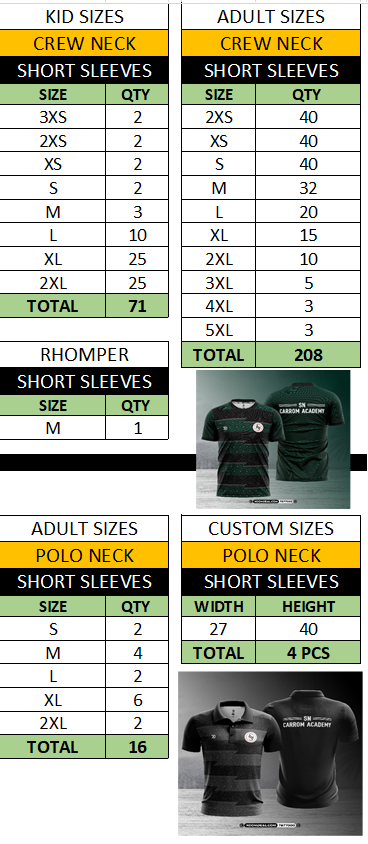 KID SIZES
CREW NECK
SHORT SLEEVES
SIZE QTY
3XS 2
2XS 2
XS 2
S 2
M 3
L 10
XL 25
2XL 25
TOTAL 71
RHOMPER
SHORT SLEEVES
SIZE QTY
M 1
ADULT SIZES
CREW NECK
SHORT SLEEVES
SIZE QTY
2XS 40
XS 40
S 40
M 32
L 20
XL 15
2XL 10
3XL 5
4XL 3
5XL 3
TOTAL 208
SN
CARROM ACADEMY
ADULT SIZES
POLO NECK
SHORT SLEEVES
SIZE QTY
S 2
M 4
L 2
XL 6
2XL 2
TOTAL 16
CUSTOM SIZES
POLO NECK
SHORT SLEEVES
WIDTH HEIGHT
27 40
TOTAL 4 PCS
SN
CARROM ACADEMY